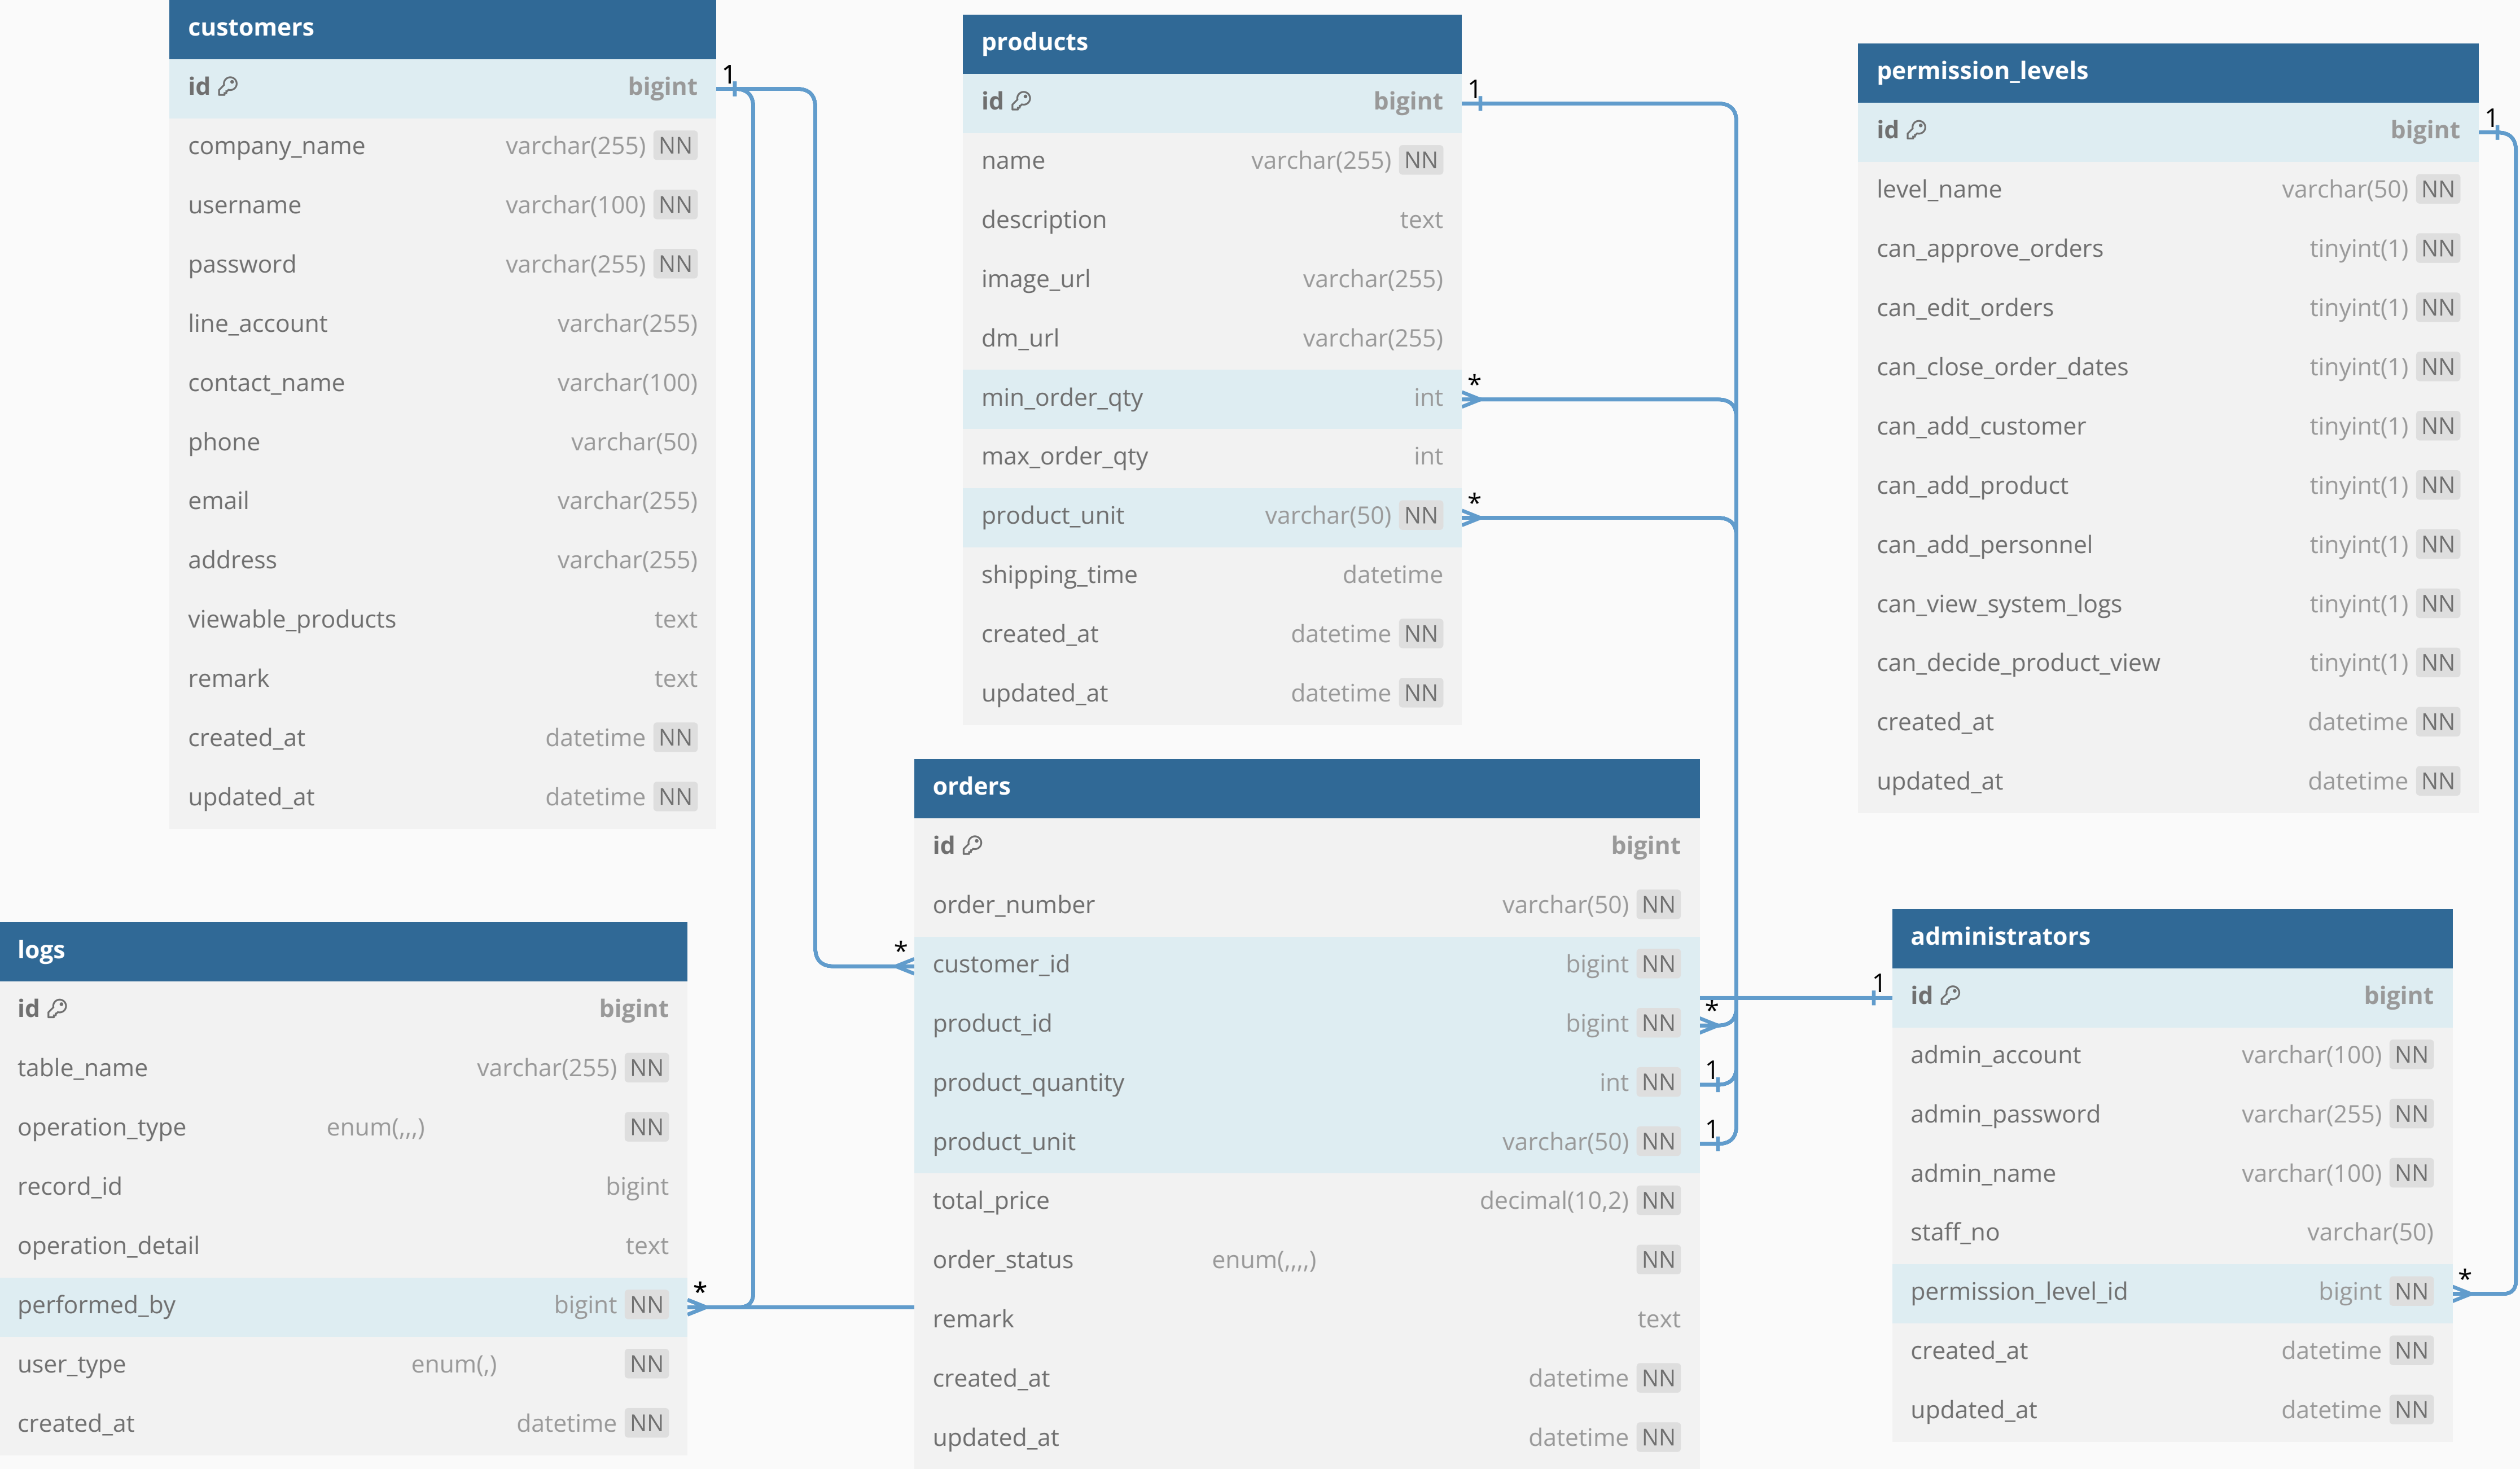 customers
id bigint
company_name varchar(255) NN
username varchar(100) NN
password varchar(255) NN
line_account varchar(255)
contact_name varchar(100)
phone varchar(50)
email varchar(255)
address varchar(255)
viewable_products text
remark text
created_at datetime NN
updated_at datetime NN
1
products
id bigint
name varchar(255) NN
description text
image_url varchar(255)
dm_url varchar(255)
min_order_qty int
max_order_qty int
product_unit varchar(50) NN
shipping_time datetime
created_at datetime NN
updated_at datetime NN
1
*
*
permission_levels
id bigint
level_name varchar(50) NN
can_approve_orders tinyint(1) NN
can_edit_orders tinyint(1) NN
can_close_order_dates tinyint(1) NN
can_add_customer tinyint(1) NN
can_add_product tinyint(1) NN
can_add_personnel tinyint(1) NN
can_view_system_logs tinyint(1) NN
can_decide_product_view tinyint(1) NN
created_at datetime NN
updated_at datetime NN
1
logs
id bigint
table_name varchar(255) NN
operation_type enum(,,,) NN
record_id bigint
operation_detail text
performed_by bigint NN
user_type enum(,) NN
created_at datetime NN
*
orders
id bigint
order_number varchar(50) NN
customer_id bigint NN
product_id bigint NN
product_quantity int NN
product_unit varchar(50) NN
total_price decimal(10,2) NN
order_status enum(,,,,) NN
remark text
created_at datetime NN
updated_at datetime NN
*
*
1
1
administrators
id bigint
admin_account varchar(100) NN
admin_password varchar(255) NN
admin_name varchar(100) NN
staff_no varchar(50)
permission_level_id bigint NN
created_at datetime NN
updated_at datetime NN
1
*